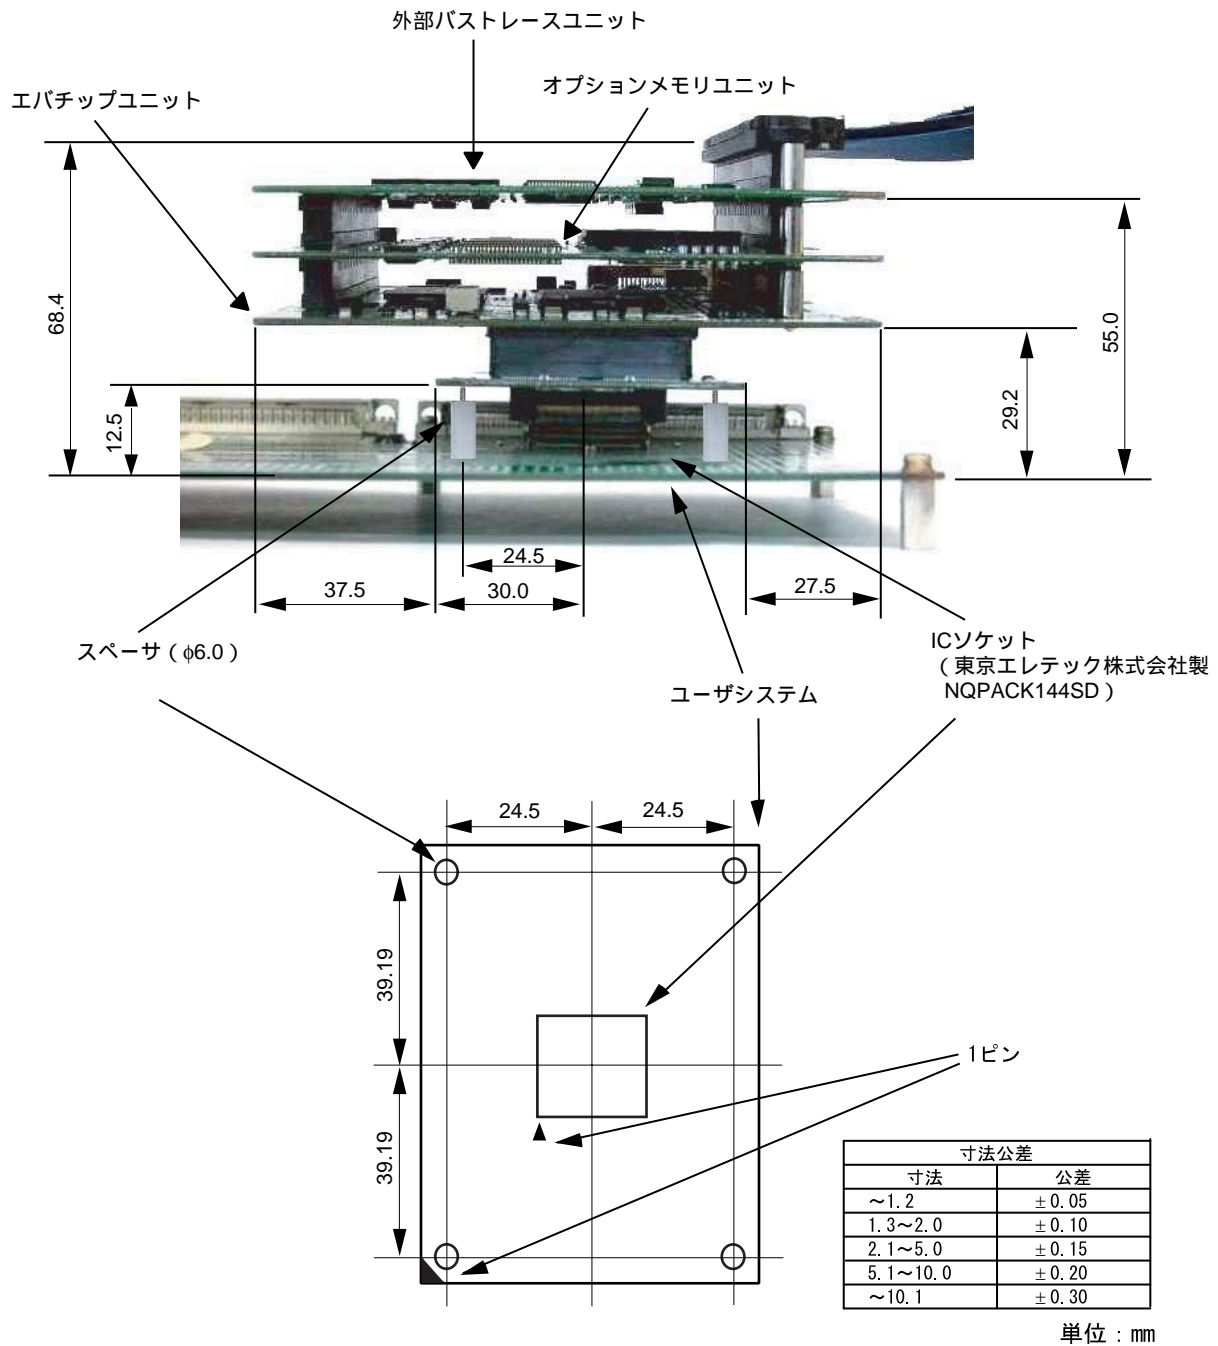 外部バストレースユニット
オプションメモリユニット
エバチップユニット
68.4
12.5
55.0
29.2
24.5
37.5
30.0
27.5
スペーサ（φ6.0）
ICソケット
（東京エレテック株式会社製
NQPACK144SD）
ユーザシステム
24.5
24.5
39.19
39.19
1ピン
寸法公差
寸法 公差
～1.2 ±0.05
1.3～2.0 ±0.10
2.1～5.0 ±0.15
5.1～10.0 ±0.20
～10.1 ±0.30
単位：mm